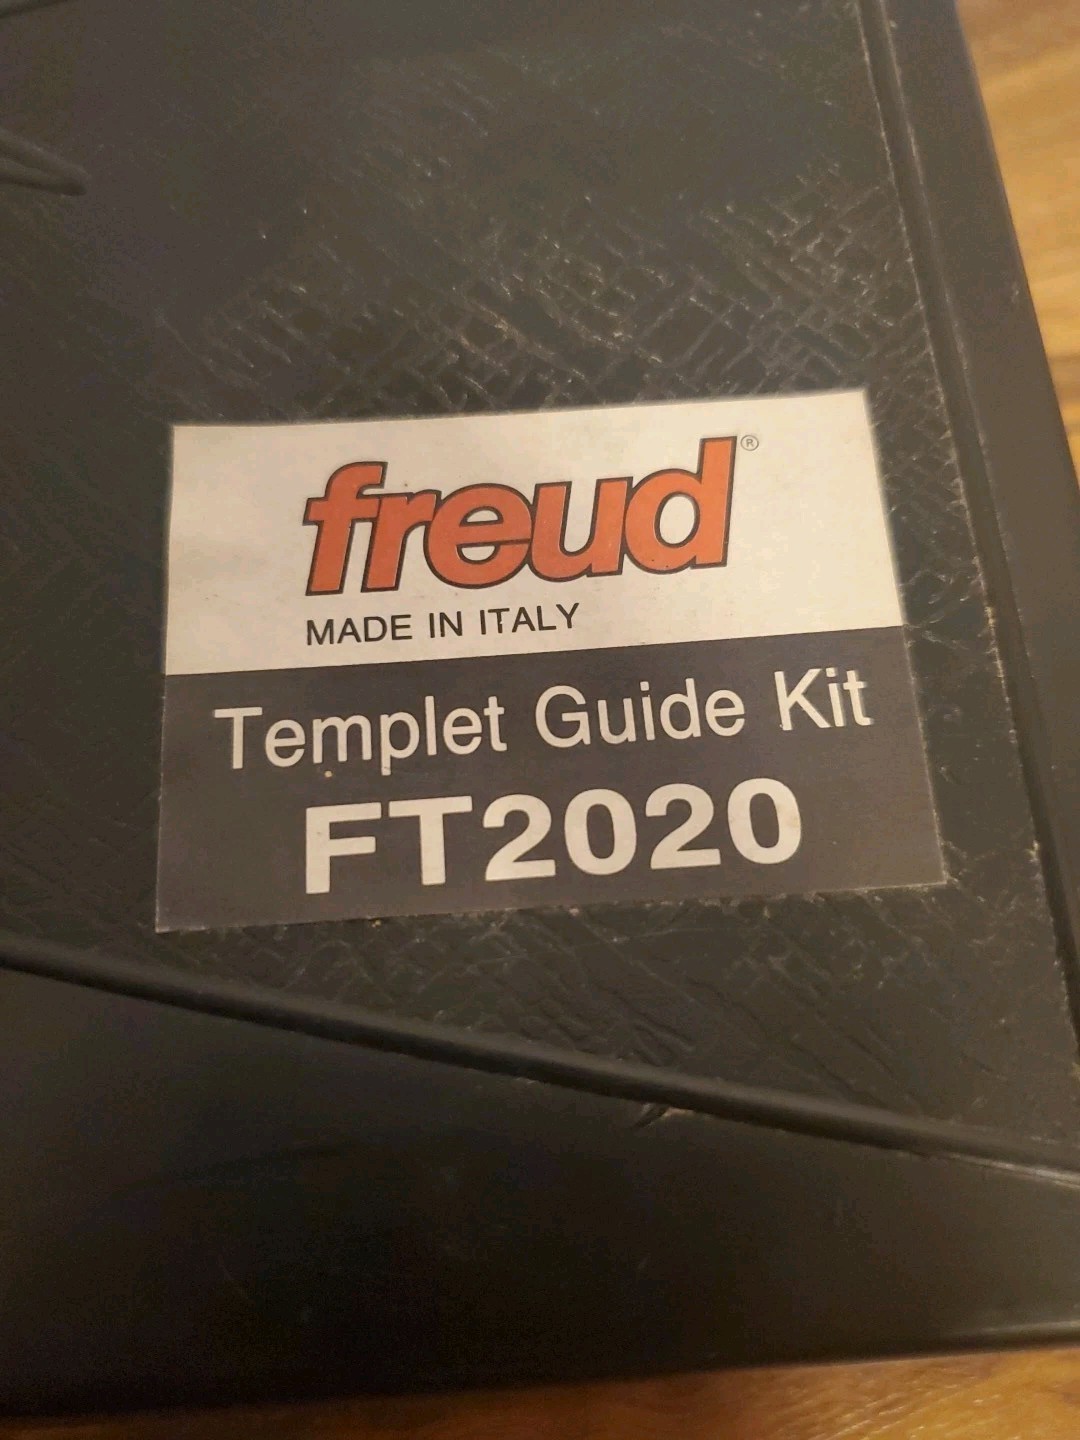 freud®
MADE IN ITALY
Templet Guide Kit
FT2020